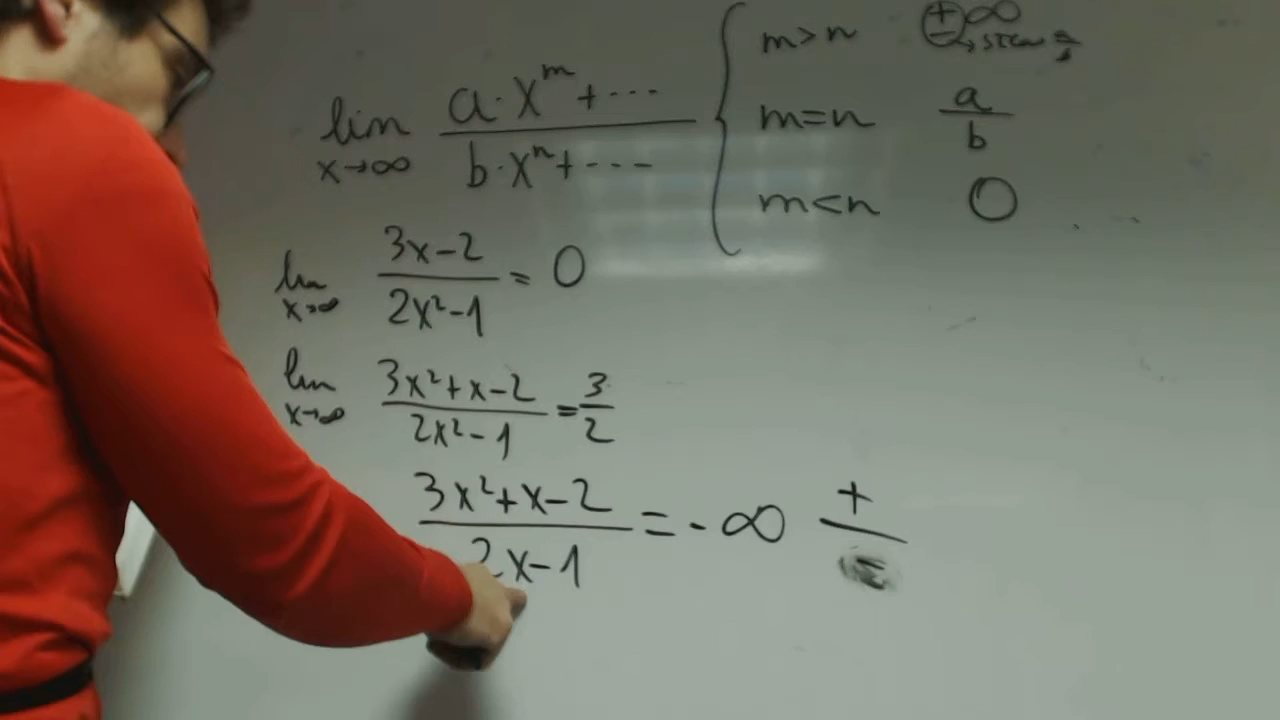 lim x→∞ a·x^m+··· / b·x^n+··· { m>n ±∞
m=n a/b
m<n 0
lim x→∞ 3x-2 / 2x²-1 = 0
lim x→∞ 3x²+x-2 / 2x²-1 = 3/2
3x²+x-2 / 2x-1 = -∞ +/